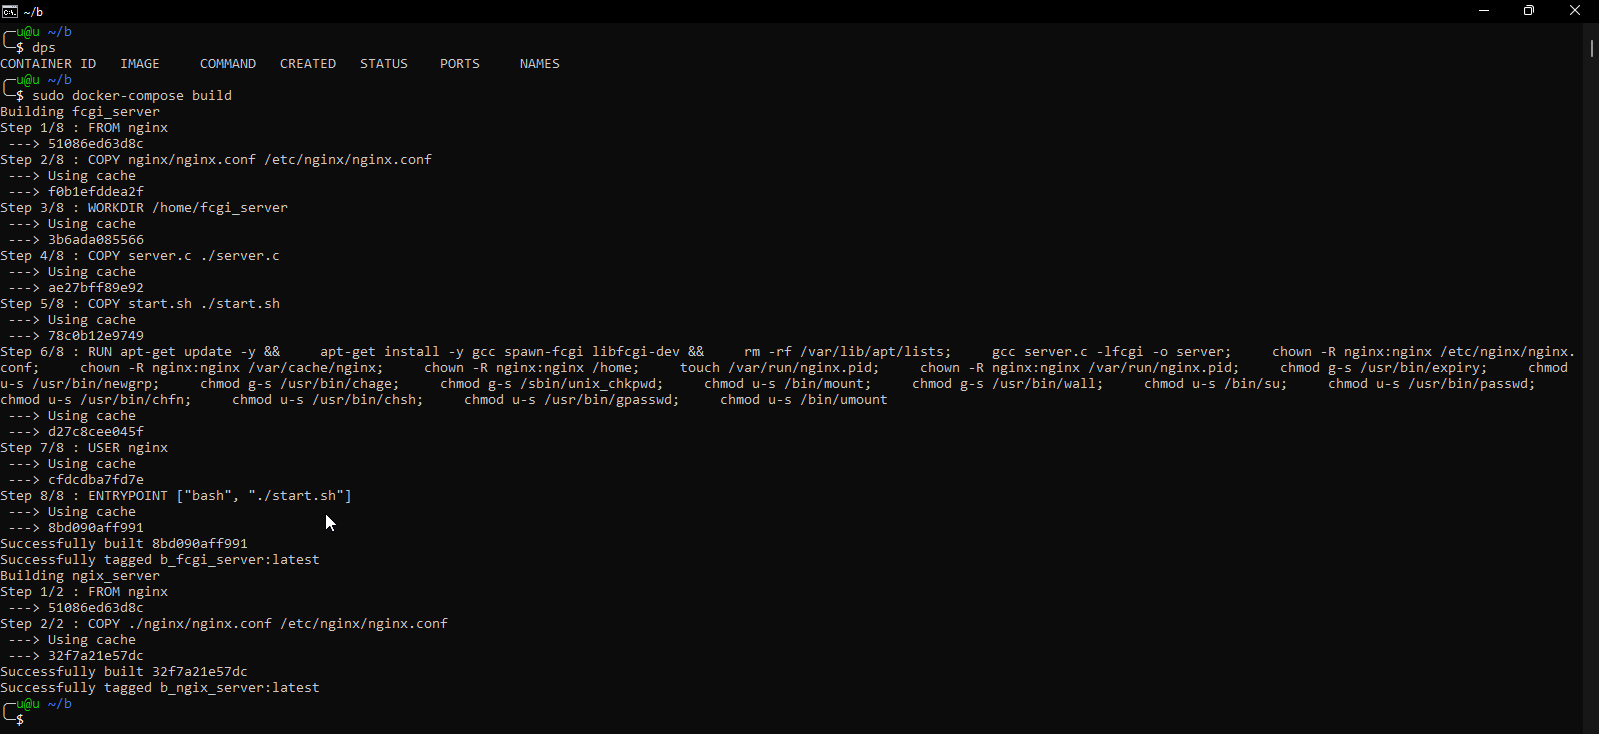 ~/b
u@u ~/b
$ dps
CONTAINER ID   IMAGE     COMMAND   CREATED   STATUS    PORTS     NAMES
u@u ~/b
$ sudo docker-compose build
Building fcgi_server
Step 1/8 : FROM nginx
 ---> 51086ed63d8c
Step 2/8 : COPY nginx/nginx.conf /etc/nginx/nginx.conf
 ---> Using cache
 ---> f0b1efddea2f
Step 3/8 : WORKDIR /home/fcgi_server
 ---> Using cache
 ---> 3b6ada085566
Step 4/8 : COPY server.c ./server.c
 ---> Using cache
 ---> ae27bff89e92
Step 5/8 : COPY start.sh ./start.sh
 ---> Using cache
 ---> 78c0b12e9749
Step 6/8 : RUN apt-get update -y &&     apt-get install -y gcc spawn-fcgi libfcgi-dev &&     rm -rf /var/lib/apt/lists;     gcc server.c -lfcgi -o server;     chown -R nginx:nginx /etc/nginx/nginx.
conf;     chown -R nginx:nginx /var/cache/nginx;     chown -R nginx:nginx /home;     touch /var/run/nginx.pid;     chown -R nginx:nginx /var/run/nginx.pid;     chmod g-s /usr/bin/expiry;     chmod
u-s /usr/bin/newgrp;     chmod g-s /usr/bin/chage;     chmod g-s /sbin/unix_chkpwd;     chmod u-s /bin/mount;     chmod g-s /usr/bin/wall;     chmod u-s /bin/su;     chmod u-s /usr/bin/passwd;
chmod u-s /usr/bin/chfn;     chmod u-s /usr/bin/chsh;     chmod u-s /usr/bin/gpasswd;     chmod u-s /bin/umount
 ---> Using cache
 ---> d27c8cee045f
Step 7/8 : USER nginx
 ---> Using cache
 ---> cfdcdba7fd7e
Step 8/8 : ENTRYPOINT ["bash", "./start.sh"]
 ---> Using cache
 ---> 8bd090aff991
Successfully built 8bd090aff991
Successfully tagged b_fcgi_server:latest
Building ngix_server
Step 1/2 : FROM nginx
 ---> 51086ed63d8c
Step 2/2 : COPY ./nginx/nginx.conf /etc/nginx/nginx.conf
 ---> Using cache
 ---> 32f7a21e57dc
Successfully built 32f7a21e57dc
Successfully tagged b_ngix_server:latest
u@u ~/b
$